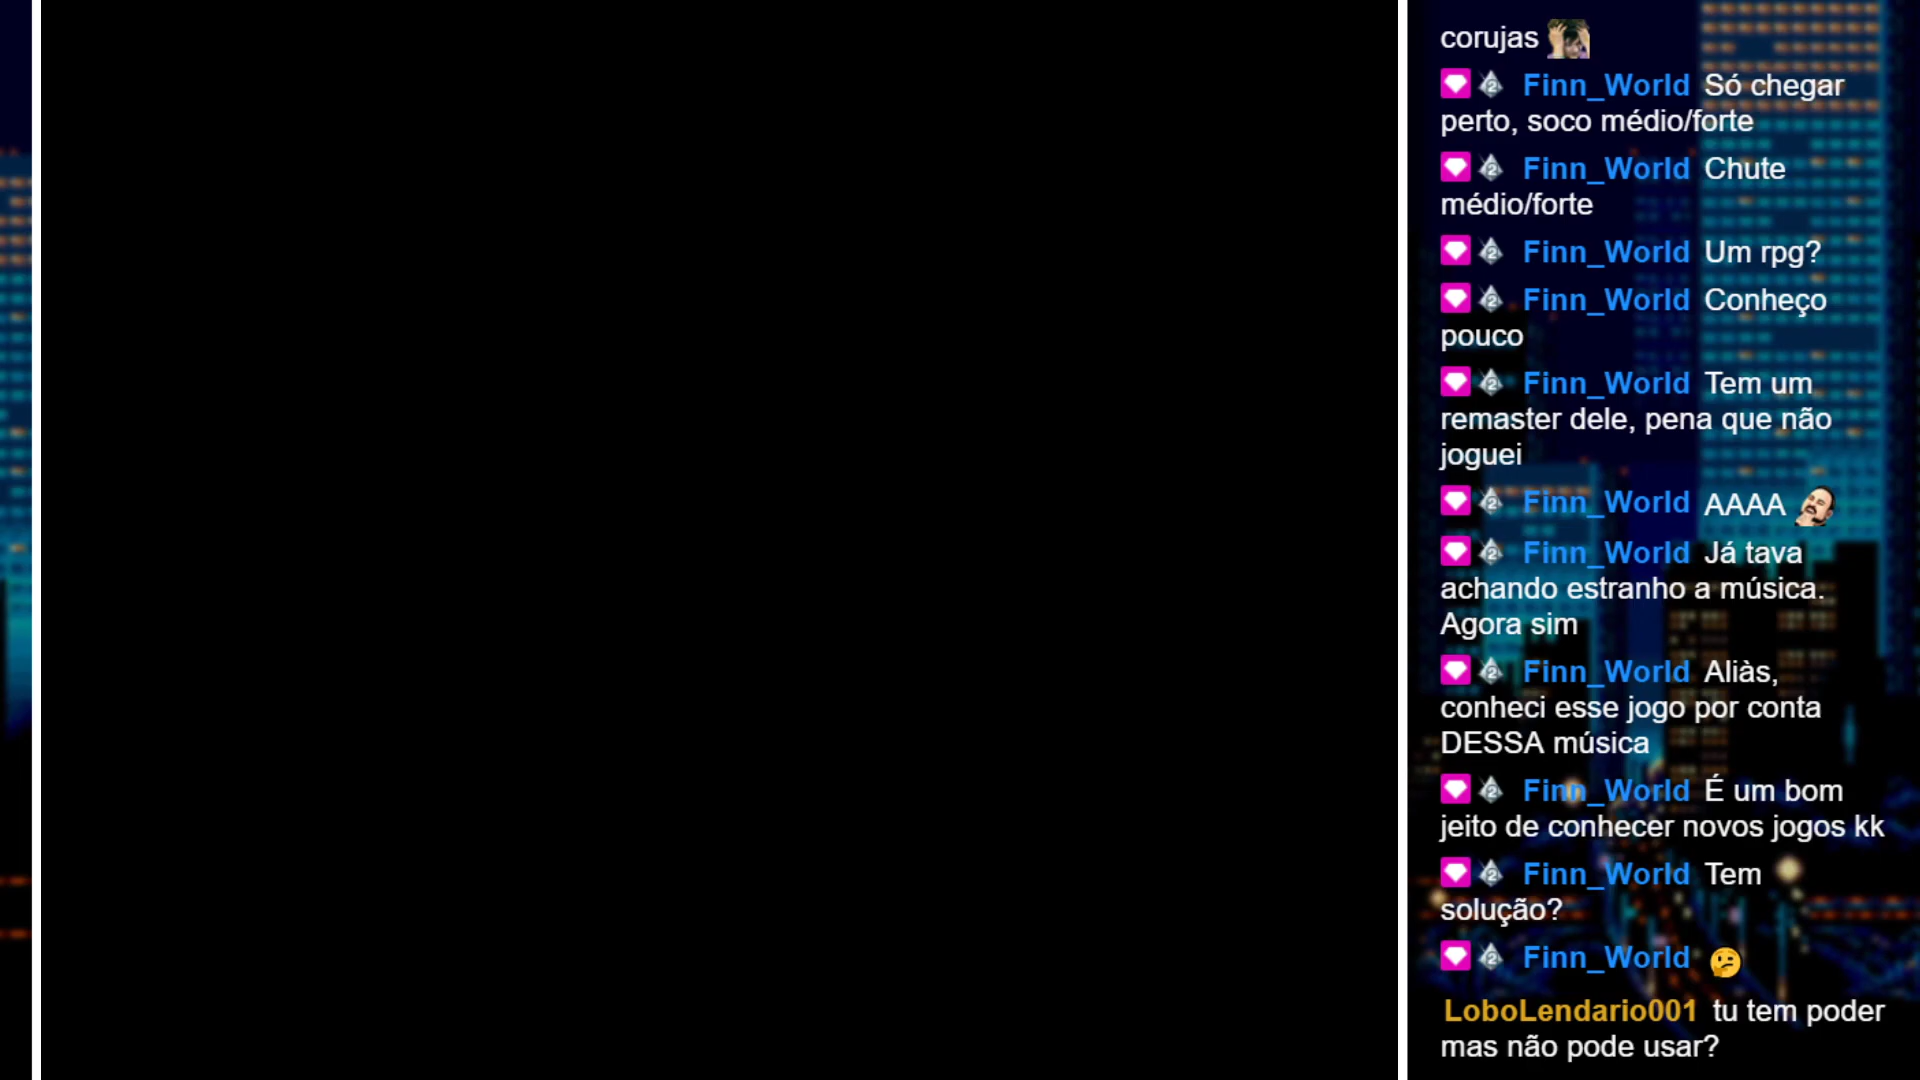 corujas
Finn_World Só chegar
perto, soco médio/forte
Finn_World Chute
médio/forte
Finn_World Um rpg?
Finn_World Conheço
pouco
Finn_World Tem um
remaster dele, pena que não
joguei
Finn_World AAAA
Finn_World Já tava
achando estranho a música.
Agora sim
Finn_World Aliàs,
conheci esse jogo por conta
DESSA música
Finn_World É um bom
jeito de conhecer novos jogos kk
Finn_World Tem
solução?
Finn_World 🤔
LoboLendario001 tu tem poder
mas não pode usar?